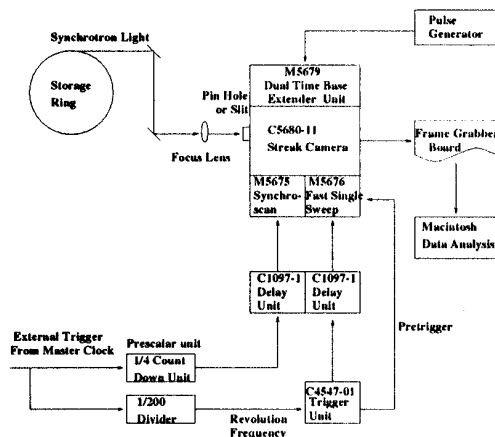 Synchrotron Light
Storage
Ring
Pin Hole
or Slit
Focus Lens
M5679
Dual Time Base
Extender Unit
C5680-11
Streak Camera
M5675
Synchro-
scan
M5676
Fast Single
Sweep
Pulse
Generator
Frame Grabber
Board
Macintosh
Data Analysis
C1097-1
Delay
Unit
C1097-1
Delay
Unit
Pretrigger
External Trigger
From Master Clock
Prescalar unit
1/4 Count
Down Unit
1/200
Divider
Revolution
Frequency
C4547-01
Trigger
Unit